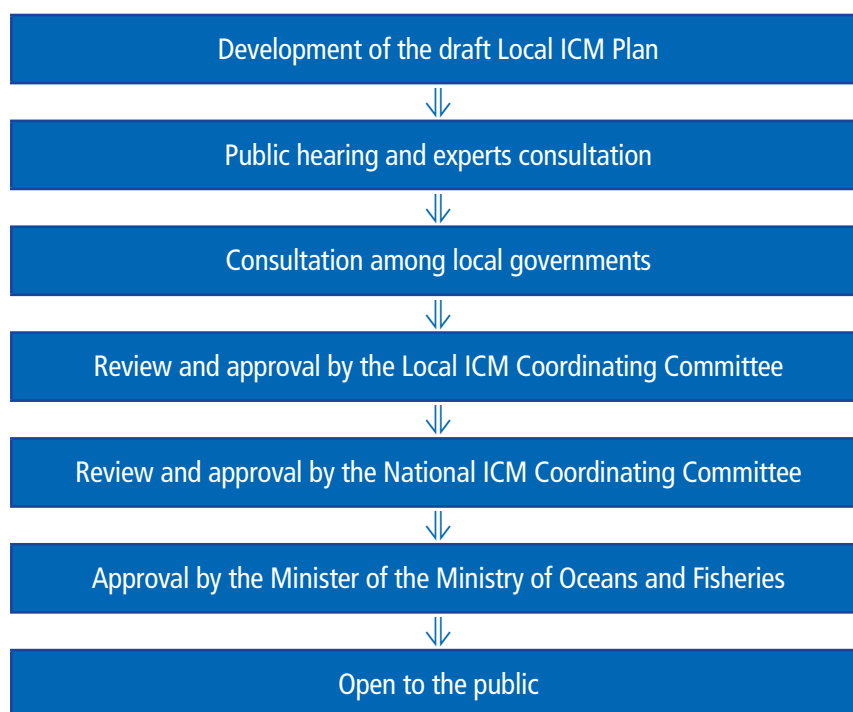 Development of the draft Local ICM Plan
Public hearing and experts consultation
Consultation among local governments
Review and approval by the Local ICM Coordinating Committee
Review and approval by the National ICM Coordinating Committee
Approval by the Minister of the Ministry of Oceans and Fisheries
Open to the public